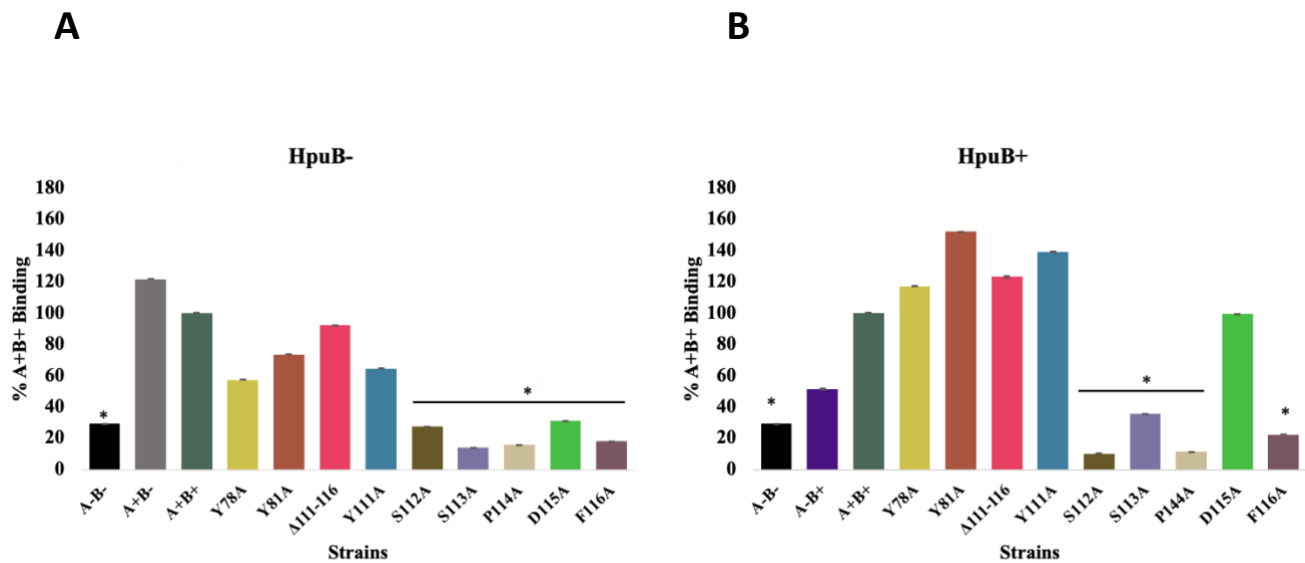 A
B
HpuB-
HpuB+
% A+B+ Binding
180
160
140
120
100
80
60
40
20
0
*
*
A-B-
A+B-
A+B+
Y78A
Y81A
Δ111-116
Y111A
S112A
S113A
P114A
D115A
F116A
Strains
% A+B+ Binding
180
160
140
120
100
80
60
40
20
0
*
*
*
A-B-
A-B+
A+B+
Y78A
Y81A
Δ111-116
Y111A
S112A
S113A
P144A
D115A
F116A
Strains